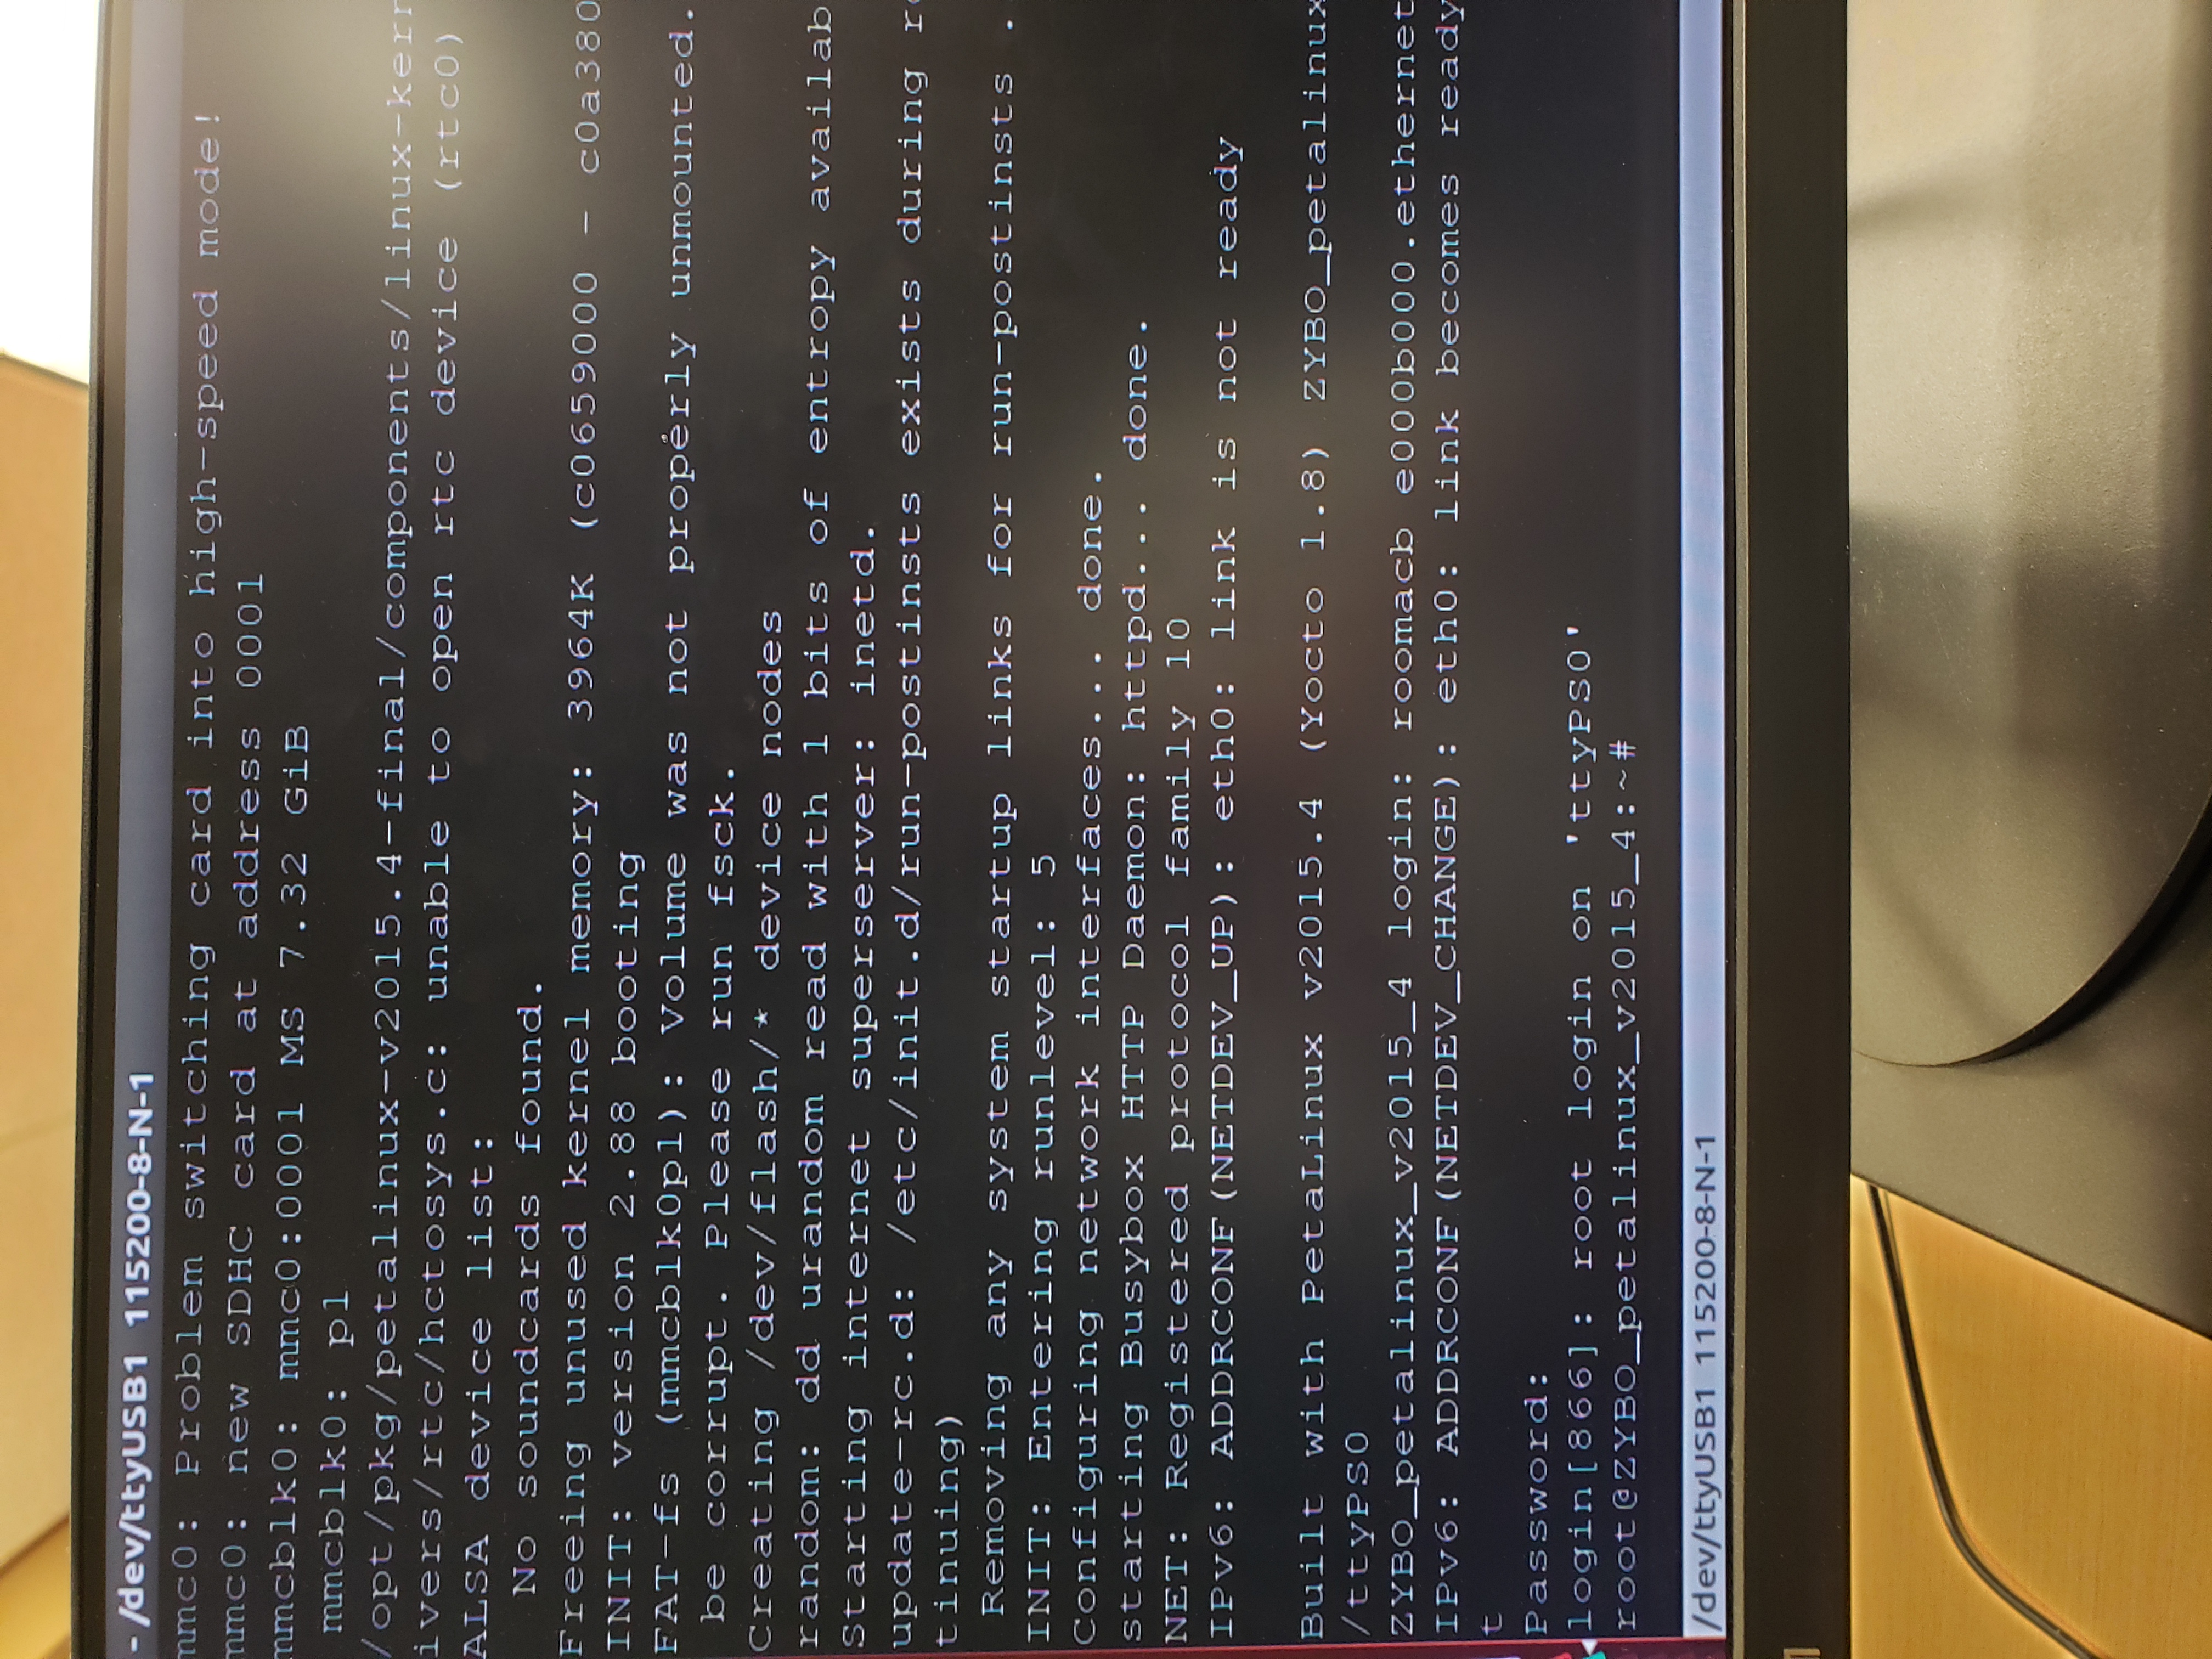 - /dev/ttyUSB1 115200-8-N-1
mmc0: Problem switching card into high-speed mode!
mmc0: new SDHC card at address 0001
mmcblk0: mmc0:0001 MS 7.32 GiB
mmcblk0: p1
/opt/pkg/petalinux-v2015.4-final/components/linux-kern
ivers/rtc/hctosys.c: unable to open rtc device (rtc0)
ALSA device list:
No soundcards found.
Freeing unused kernel memory: 3964K (c0659000 - c0a380
INIT: version 2.88 booting
FAT-fs (mmcblk0p1): Volume was not properly unmounted.
be corrupt. Please run fsck.
Creating /dev/flash/* device nodes
random: dd urandom read with 1 bits of entropy availab
Starting internet superserver: inetd.
update-rc.d: /etc/init.d/run-postinsts exists during r
tinuing)
Removing any system startup links for run-postinsts .
INIT: Entering runlevel: 5
Configuring network interfaces... done.
starting Busybox HTTP Daemon: httpd... done.
NET: Registered protocol family 10
IPv6: ADDRCONF(NETDEV_UP): eth0: link is not ready
Built with PetaLinux v2015.4 (Yocto 1.8) ZYBO_petalinux
/ttyPS0
ZYBO_petalinux_v2015_4 login: roomacb e000b000.ethernet
IPv6: ADDRCONF(NETDEV_CHANGE): eth0: link becomes ready
t
Password:
login[866]: root login on 'ttyPS0'
root@ZYBO_petalinux_v2015_4:~#
/dev/ttyUSB1 115200-8-N-1